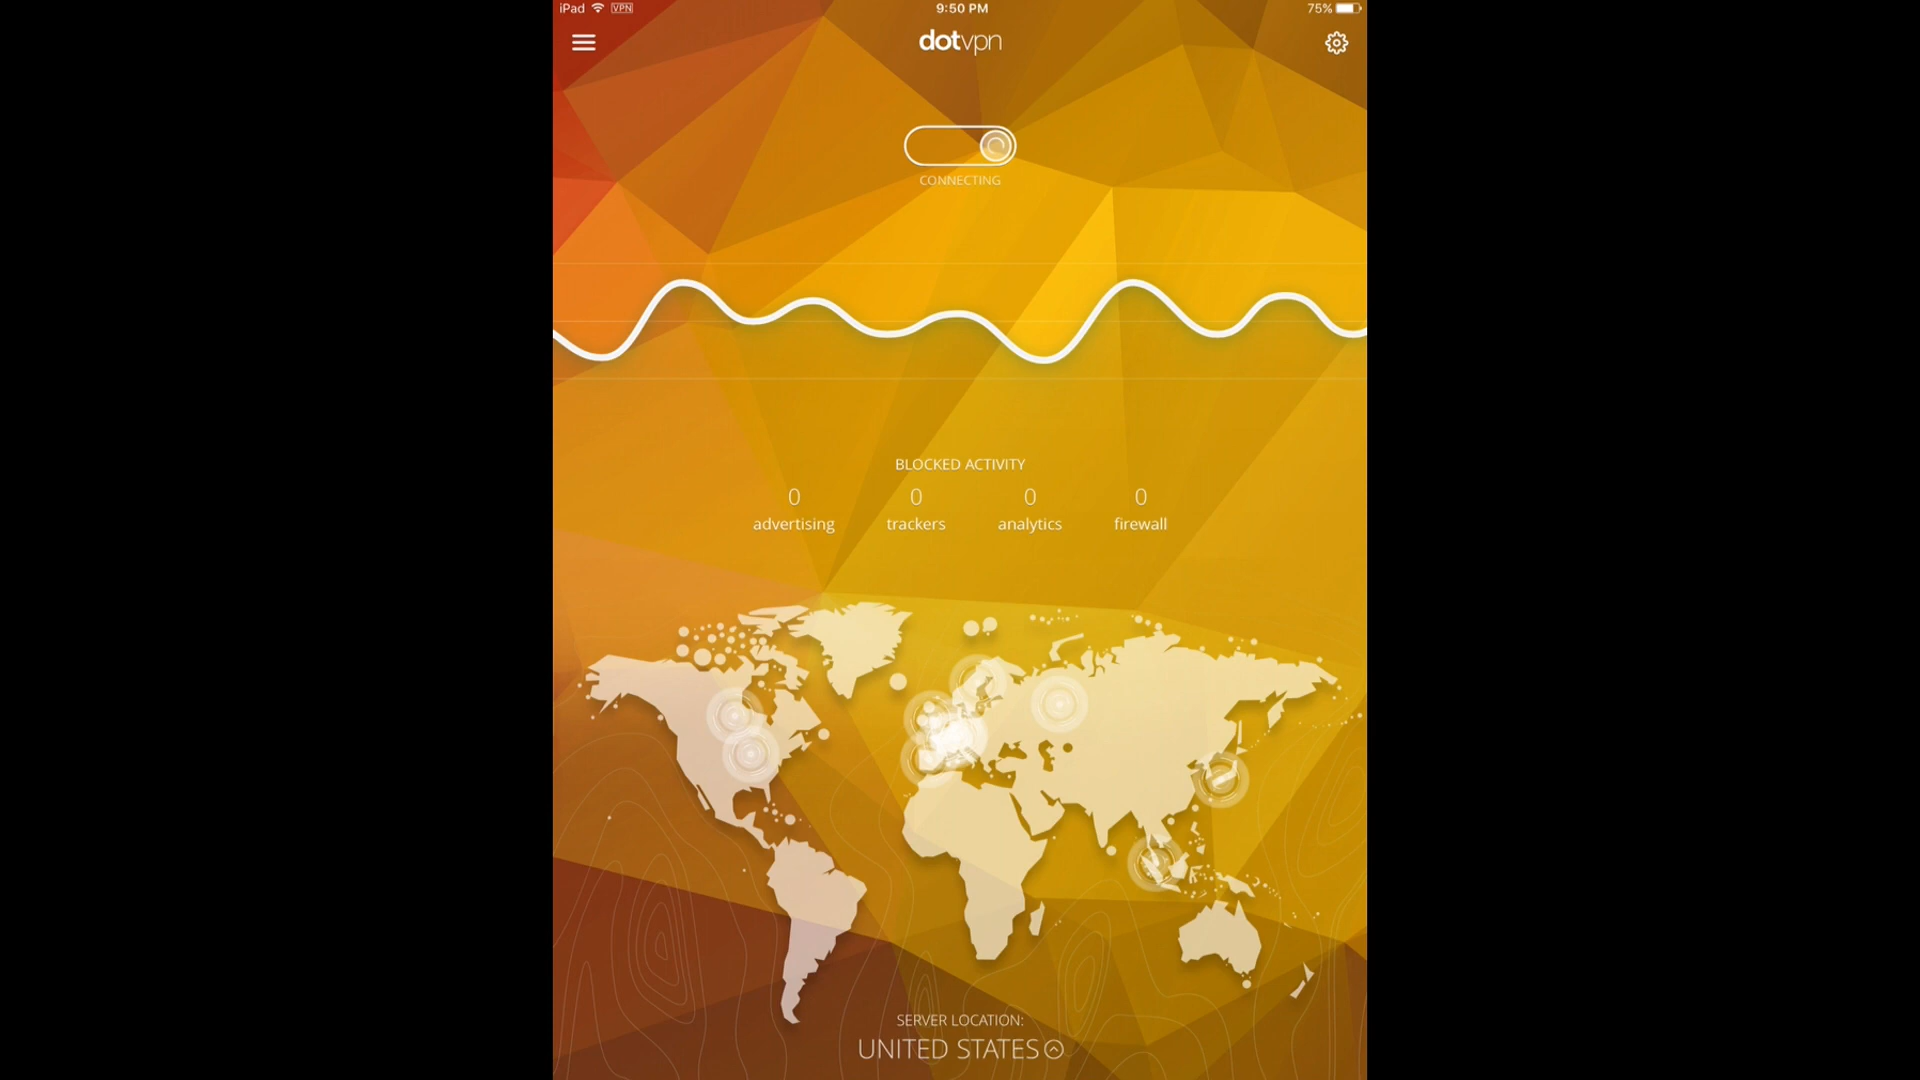 iPad VPN 9:50 PM 75%
dotvpn
CONNECTING
BLOCKED ACTIVITY
0 0 0 0
advertising trackers analytics firewall
SERVER LOCATION:
UNITED STATES